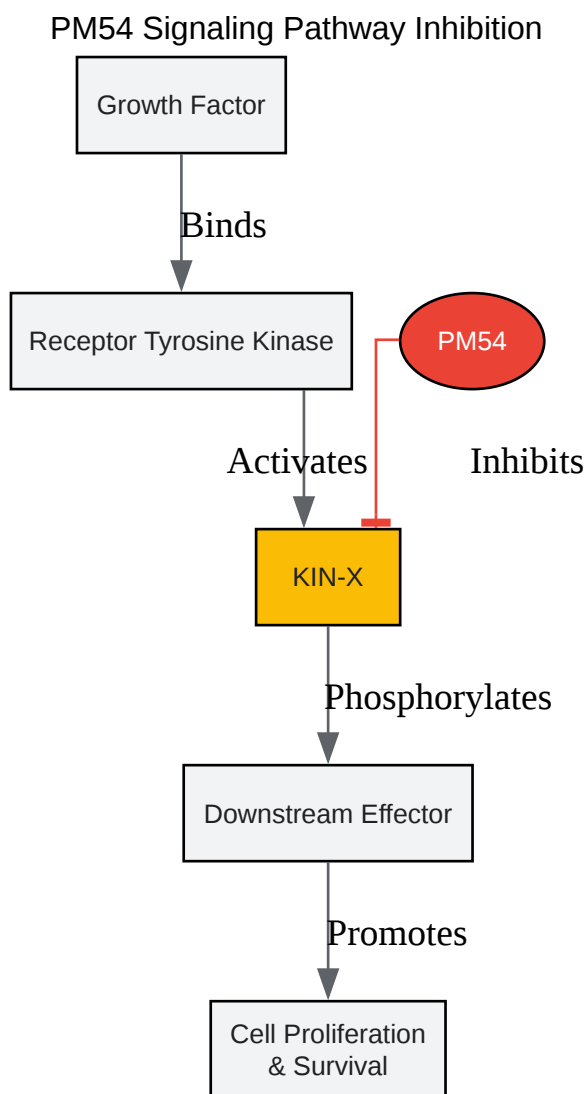 PM54 Signaling Pathway Inhibition
Growth Factor
Binds
Receptor Tyrosine Kinase
PM54
Activates
Inhibits
KIN-X
Phosphorylates
Downstream Effector
Promotes
Cell Proliferation
& Survival